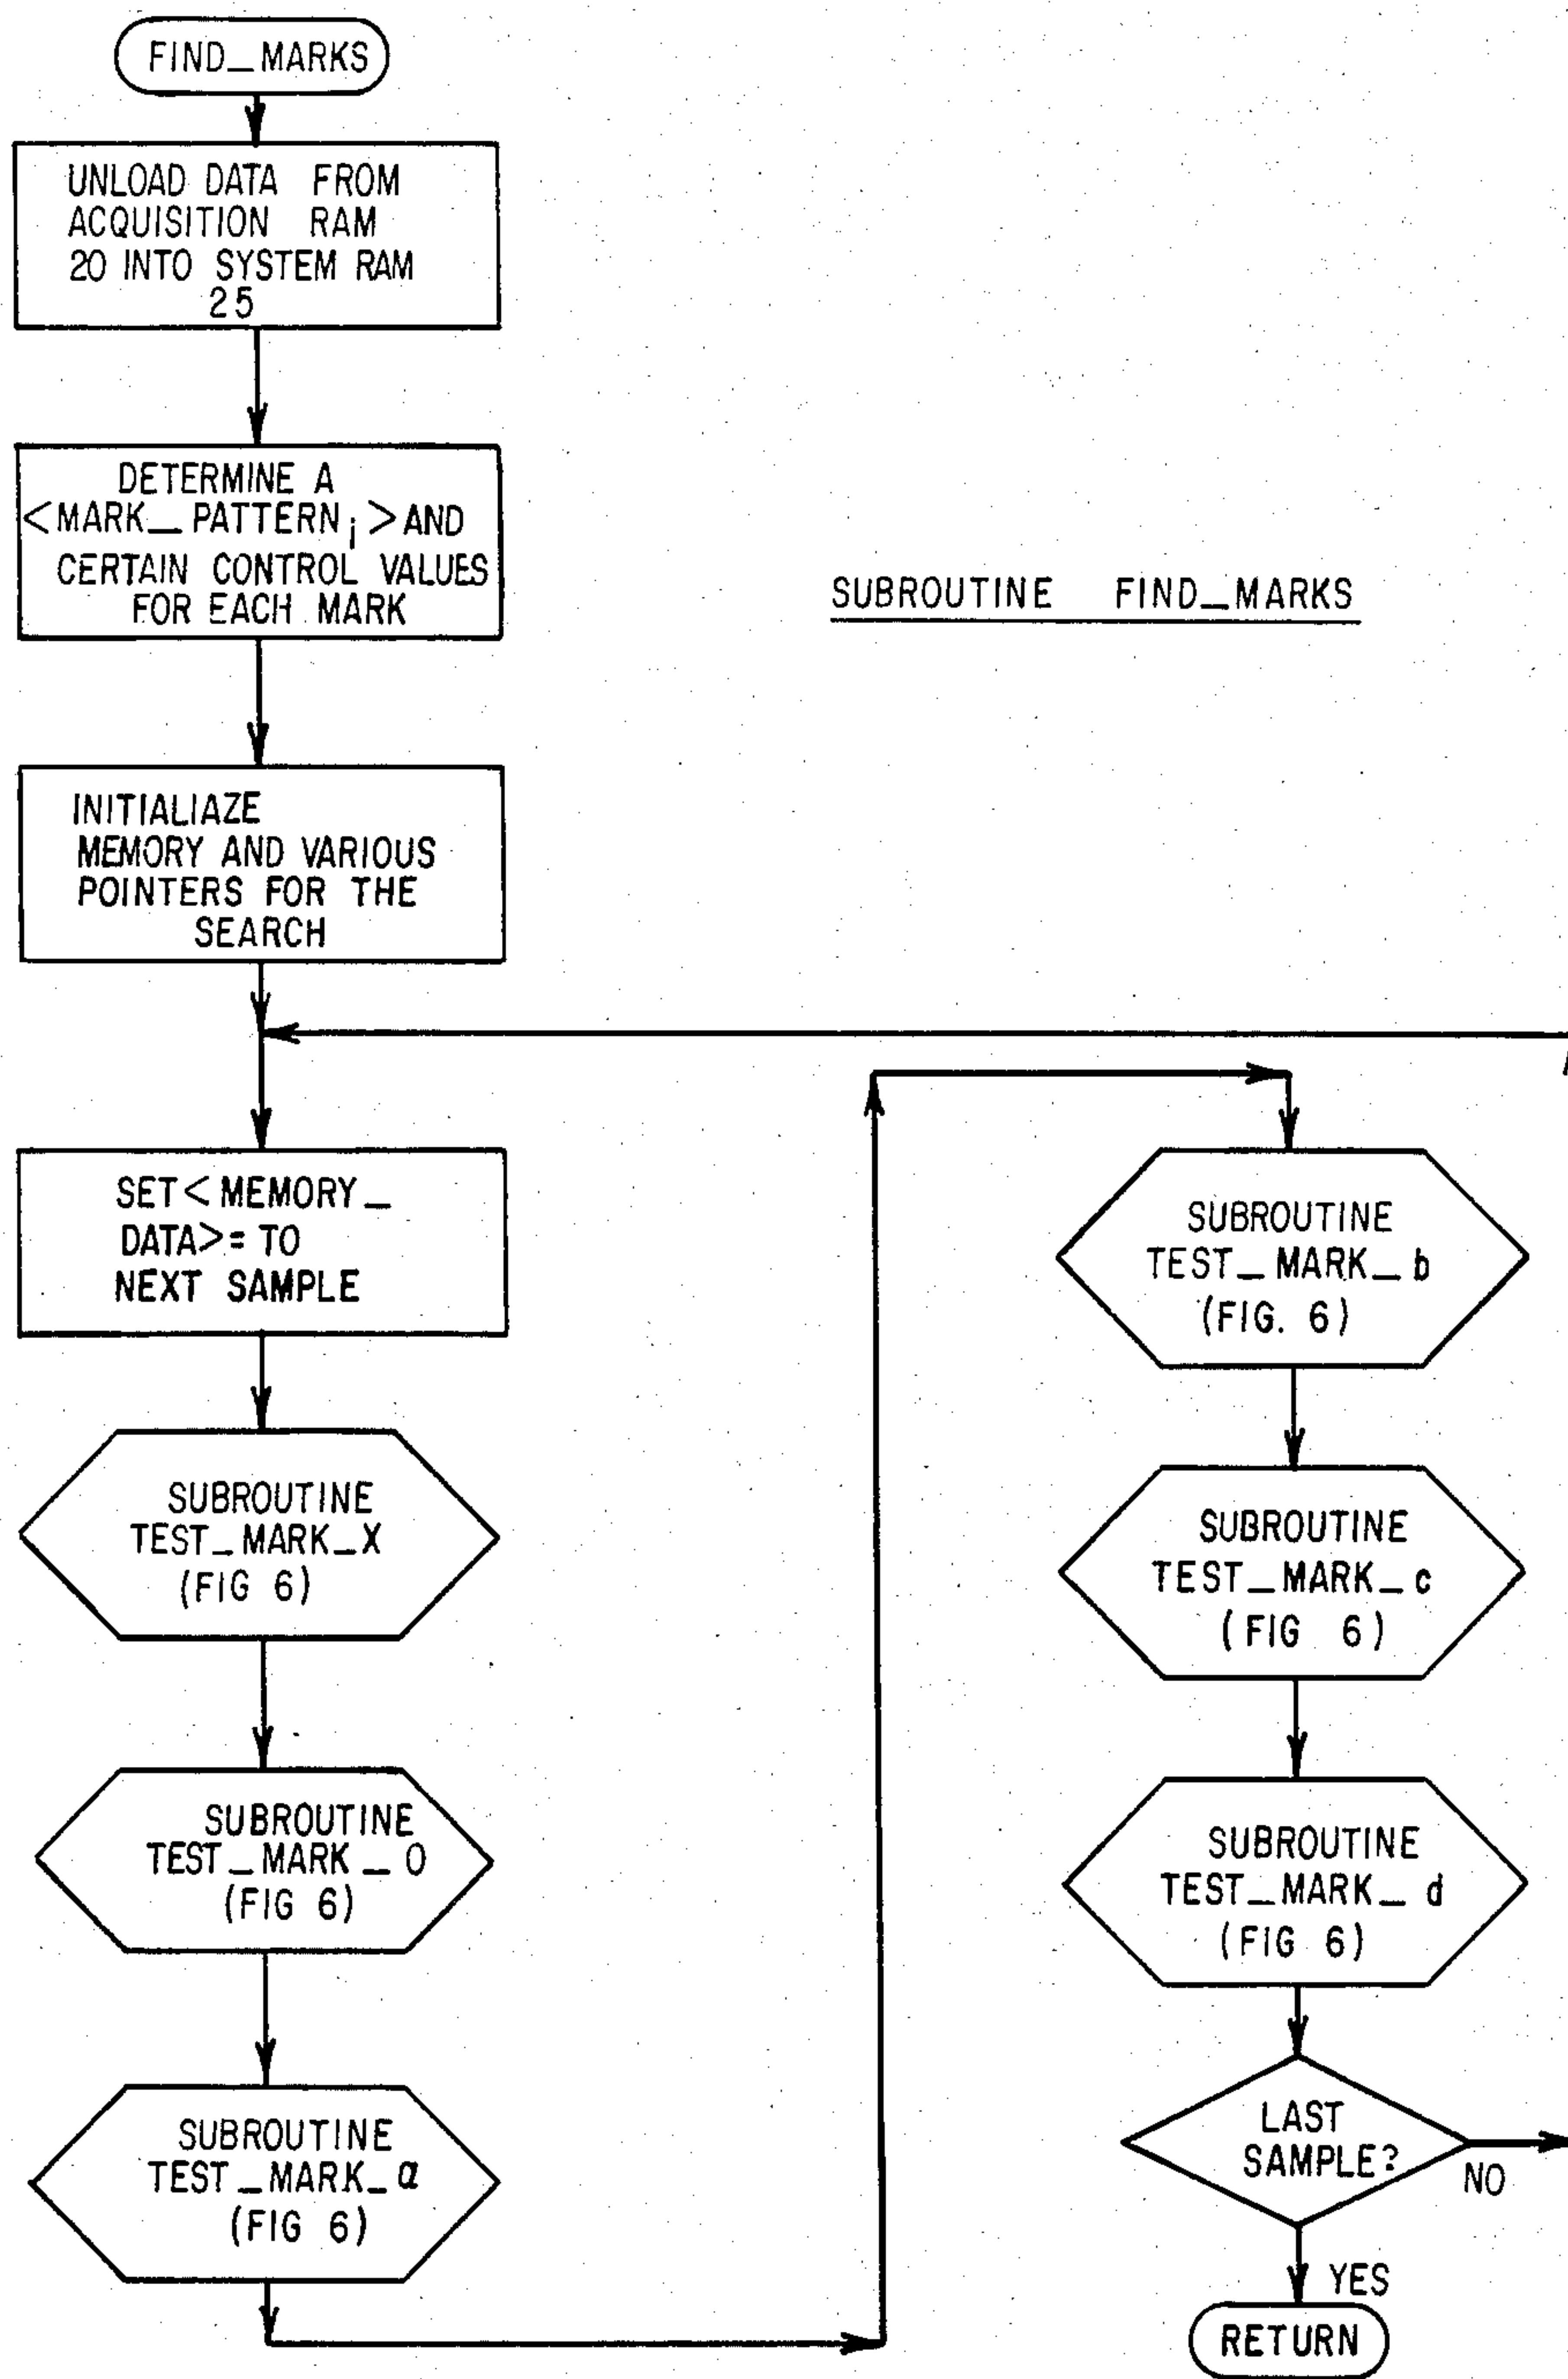 FIND_MARKS
UNLOAD DATA FROM
ACQUISITION RAM
20 INTO SYSTEM RAM
25
DETERMINE A
<MARK_PATTERN i > AND
CERTAIN CONTROL VALUES
FOR EACH MARK
SUBROUTINE FIND_MARKS
INITIALIAZE
MEMORY AND VARIOUS
POINTERS FOR THE
SEARCH
SET < MEMORY_
DATA> = TO
NEXT SAMPLE
SUBROUTINE
TEST_MARK_X
(FIG 6)
SUBROUTINE
TEST_MARK_O
(FIG 6)
SUBROUTINE
TEST_MARK_a
(FIG 6)
SUBROUTINE
TEST_MARK_b
(FIG. 6)
SUBROUTINE
TEST_MARK_c
(FIG 6)
SUBROUTINE
TEST_MARK_d
(FIG 6)
LAST
SAMPLE?
NO
YES
RETURN